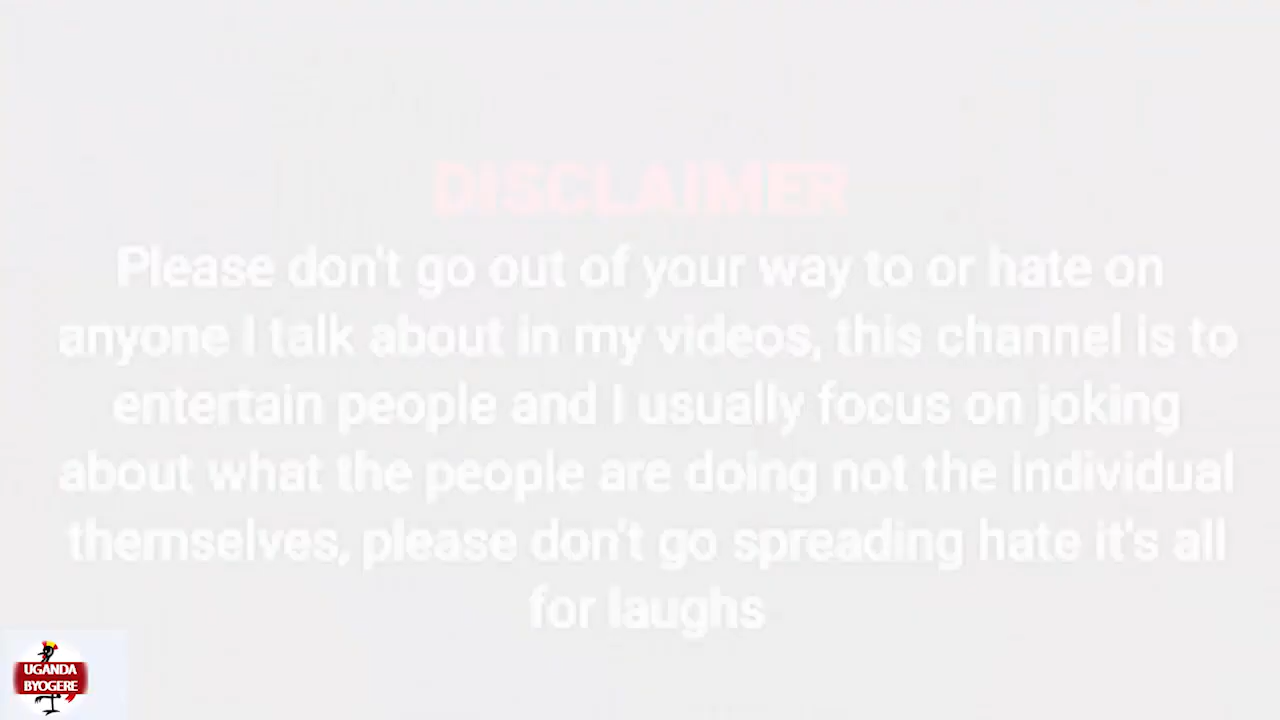 DISCLAIMER
Please don't go out of your way to or hate on
anyone I talk about in my videos, this channel is to
entertain people and I usually focus on joking
about what the people are doing not the individual
themselves, please don't go spreading hate it's all
for laughs
UGANDA
BYOGERE